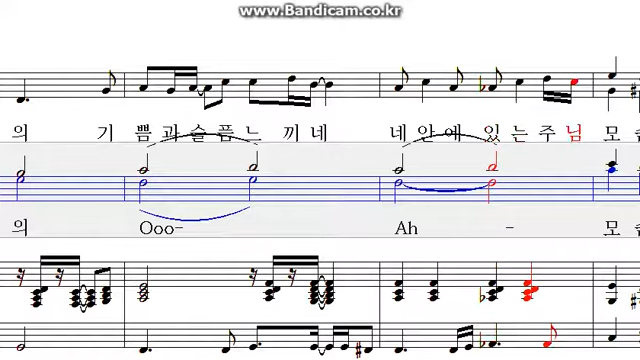 www.Bandicam.co.kr
의 기 쁨 과 슬 픔 느 끼 네 네 안 에 있 는 주 님 모
의 Ooo- Ah - 모